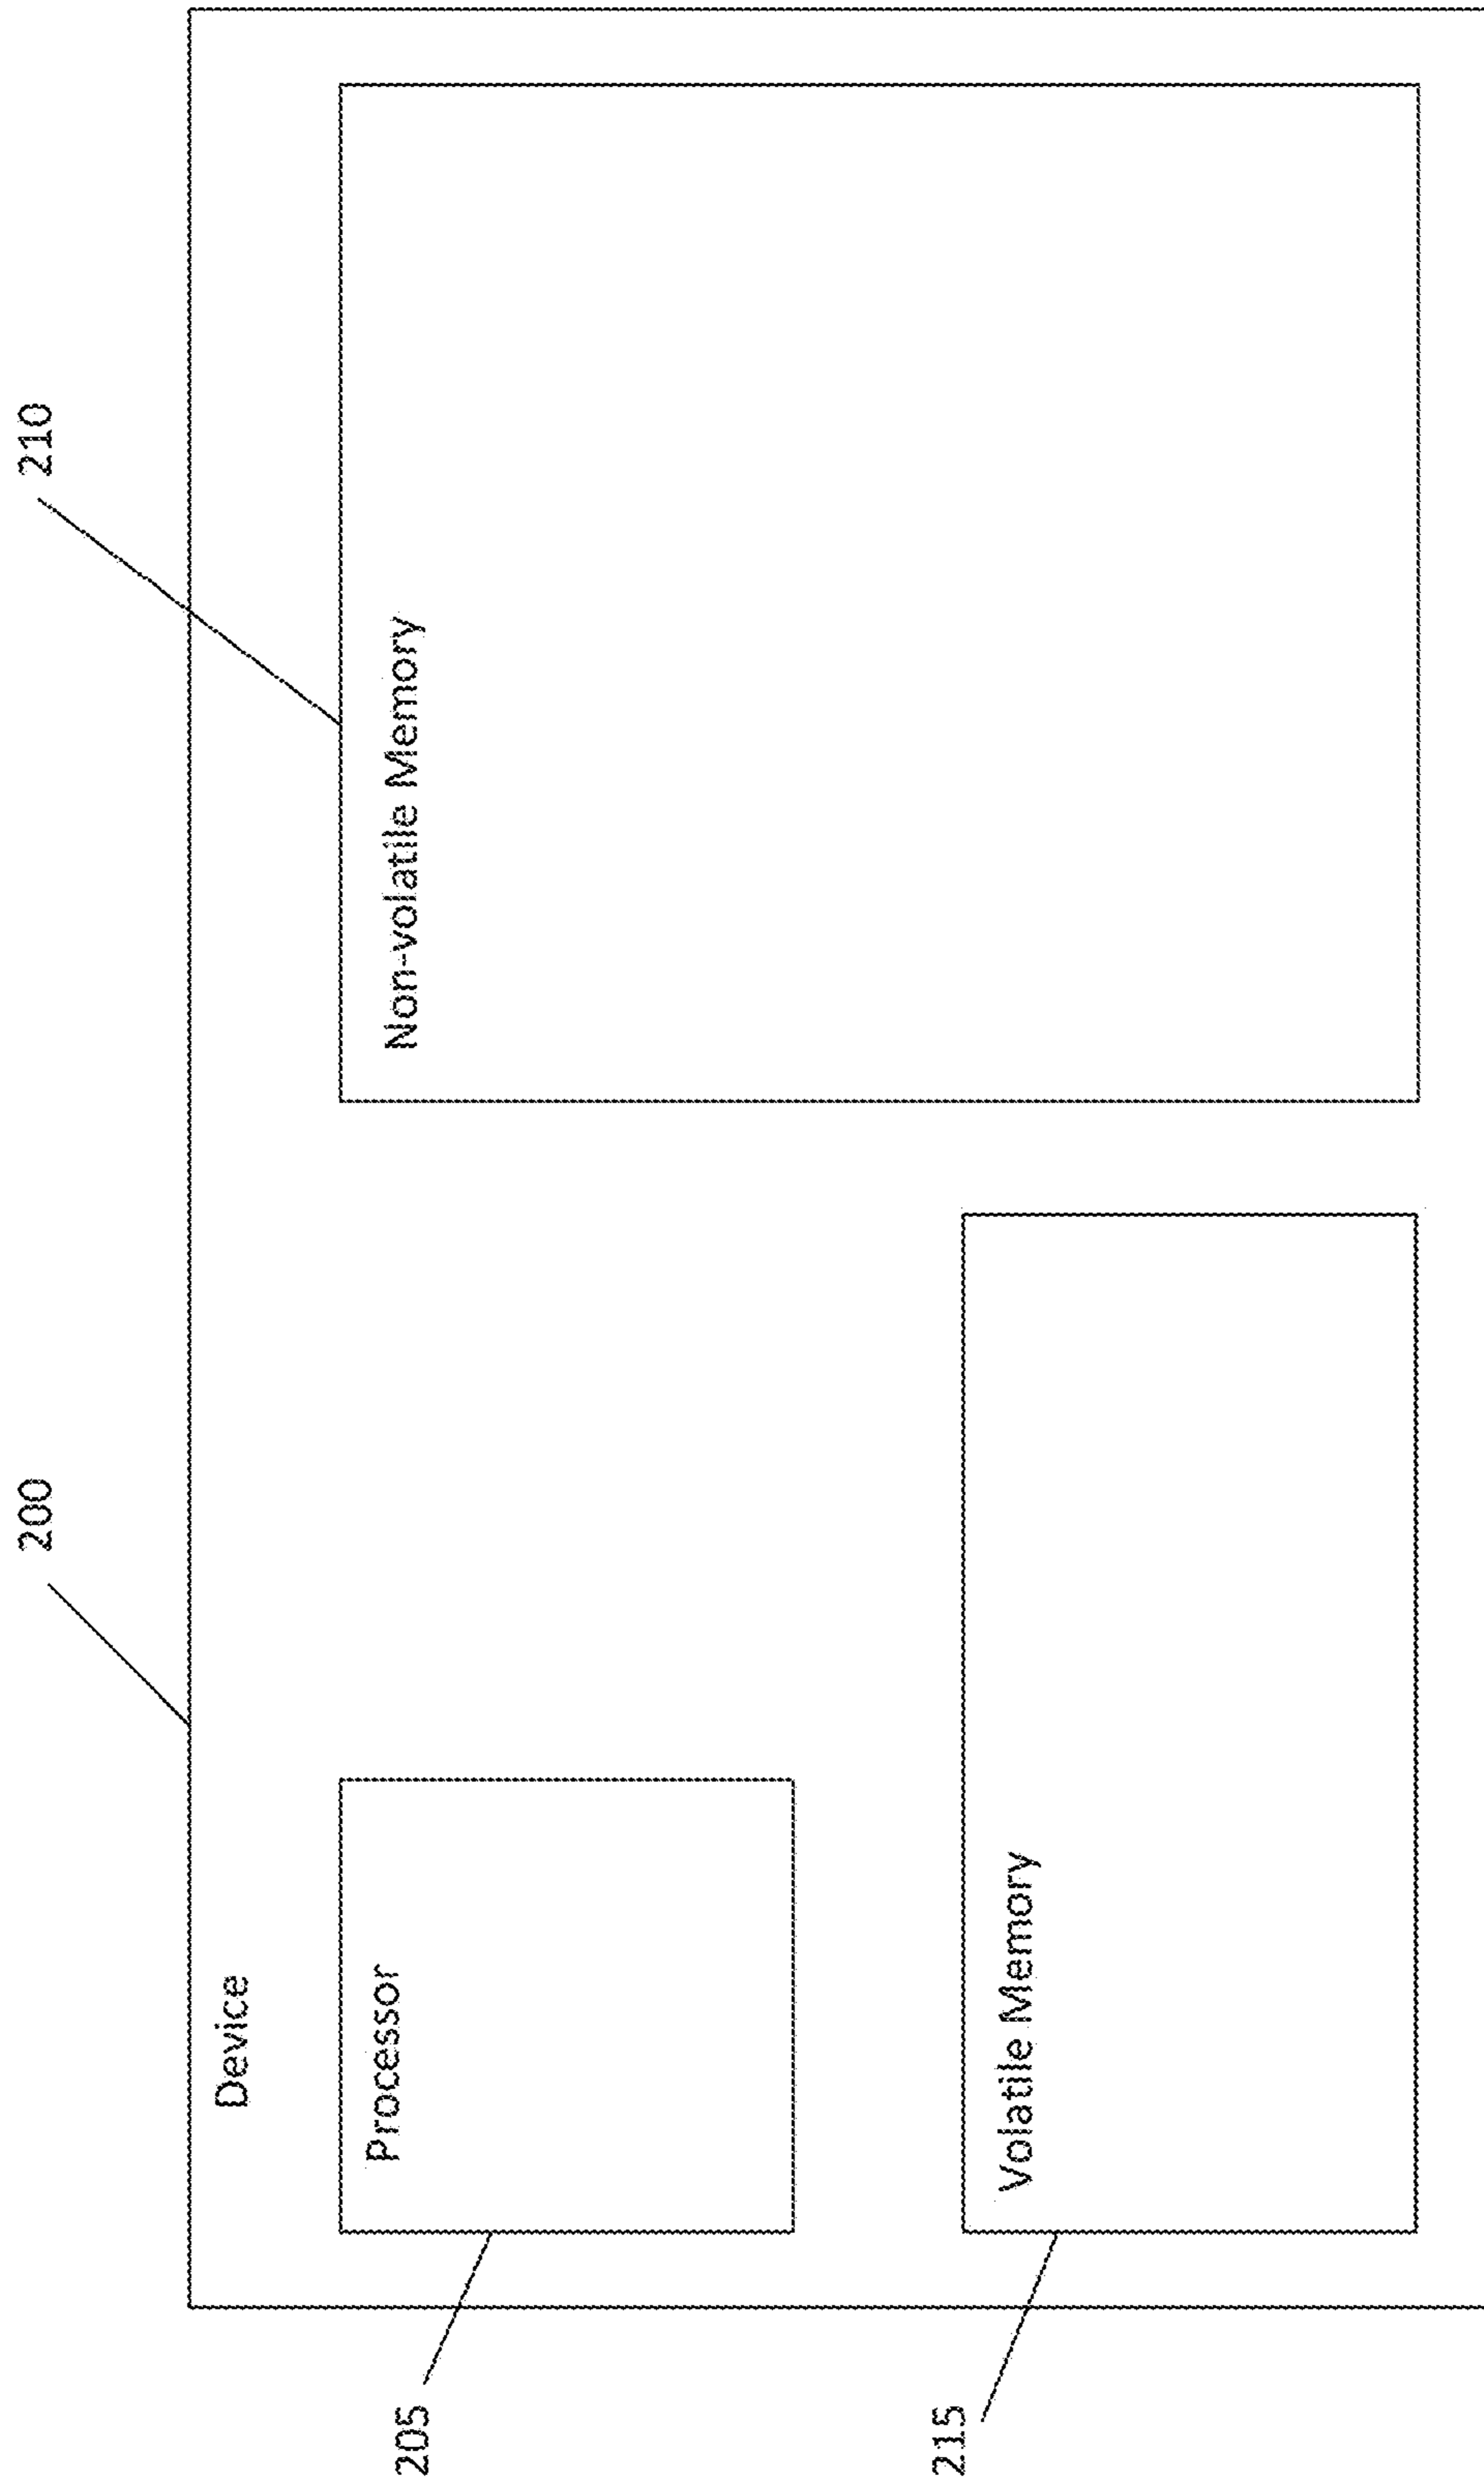 200
210
Device
205
Processor
Non-volatile Memory
215
Volatile Memory